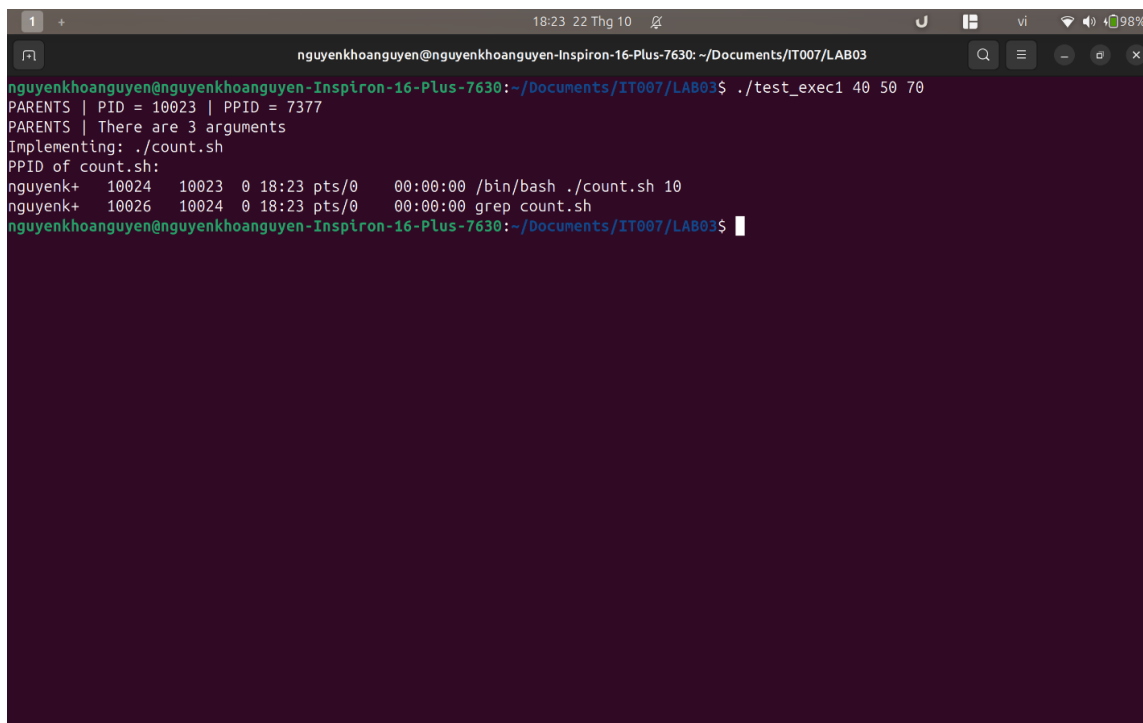 1 + 18:23 22 Thg 10 vi 98%
nguyenkhoanguyen@nguyenkhoanguyen-Inspiron-16-Plus-7630: ~/Documents/IT007/LAB03
nguyenkhoanguyen@nguyenkhoanguyen-Inspiron-16-Plus-7630:~/Documents/IT007/LAB03$ ./test_exec1 40 50 70
PARENTS | PID = 10023 | PPID = 7377
PARENTS | There are 3 arguments
Implementing: ./count.sh
PPID of count.sh:
nguyenk+   10024   10023  0 18:23 pts/0    00:00:00 /bin/bash ./count.sh 10
nguyenk+   10026   10024  0 18:23 pts/0    00:00:00 grep count.sh
nguyenkhoanguyen@nguyenkhoanguyen-Inspiron-16-Plus-7630:~/Documents/IT007/LAB03$